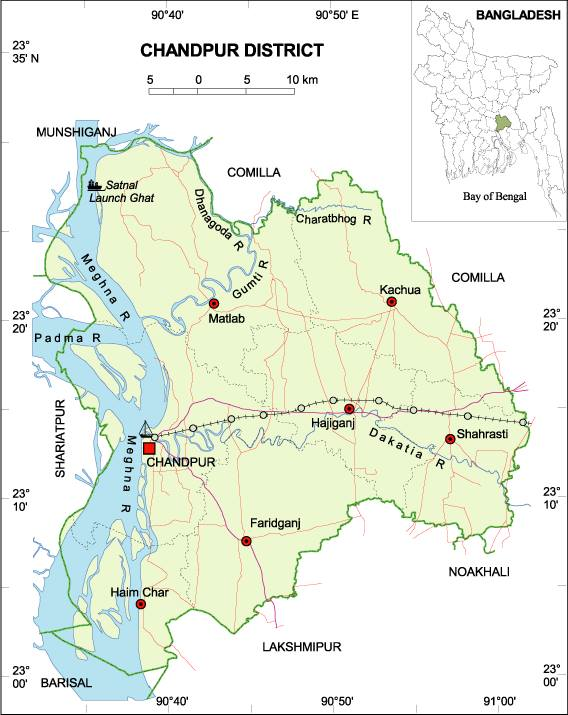 90°40'
90°50' E
BANGLADESH
23°
35' N
CHANDPUR DISTRICT
5 0 5 10 km
MUNSHIGANJ
COMILLA
Bay of Bengal
Satnal
Launch Ghat
Dhanagoda R
Charatbhog R
Meghna R
Gumti R
COMILLA
Kachua
Matlab
23°
20'
23°
20'
Padma R
SHARIATPUR
Hajiganj
Dakatia R
Shahrasti
CHANDPUR
Meghna R
23°
10'
23°
10'
Faridganj
NOAKHALI
Haim Char
LAKSHMIPUR
23°
00'
23°
00'
BARISAL
90°40'
90°50'
91°00'